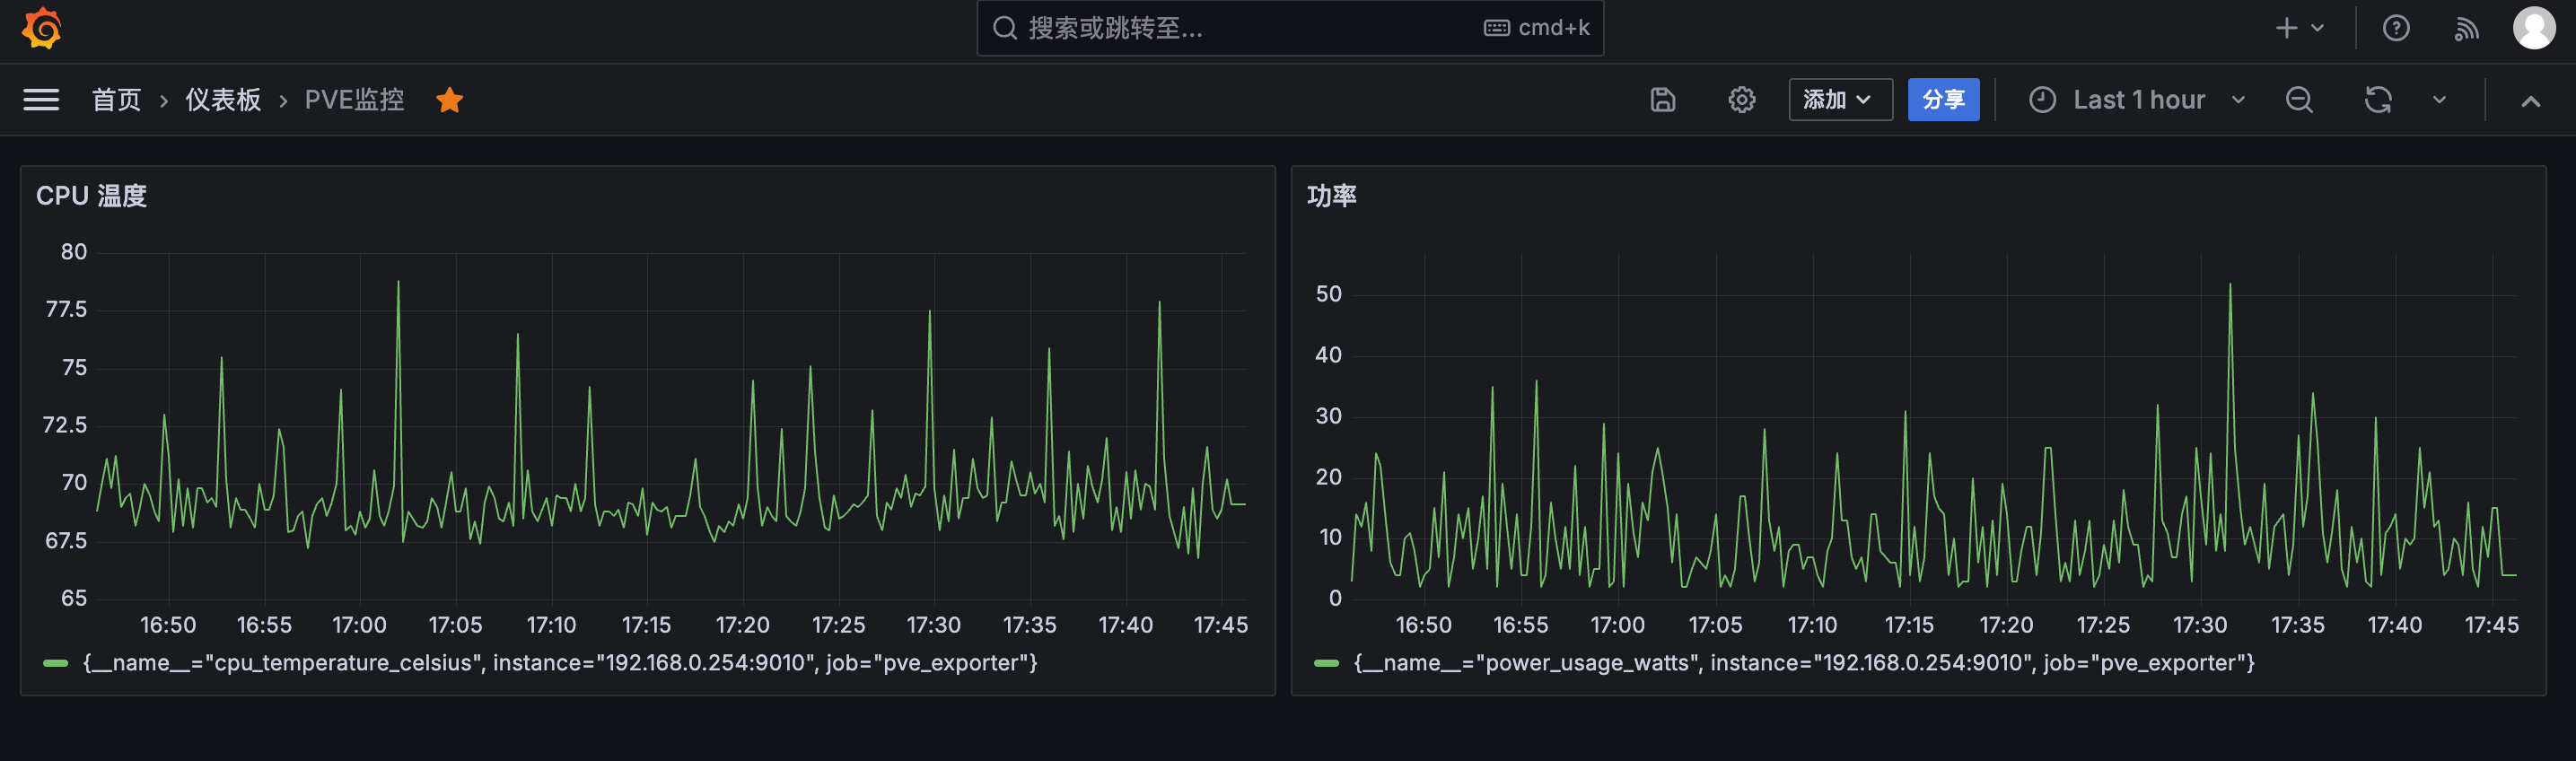 搜索或跳转至... cmd+k
首页 › 仪表板 › PVE监控 添加 分享 Last 1 hour
CPU 温度
80
77.5
75
72.5
70
67.5
65
16:50 16:55 17:00 17:05 17:10 17:15 17:20 17:25 17:30 17:35 17:40 17:45
{__name__="cpu_temperature_celsius", instance="192.168.0.254:9010", job="pve_exporter"}
功率
50
40
30
20
10
0
16:50 16:55 17:00 17:05 17:10 17:15 17:20 17:25 17:30 17:35 17:40 17:45
{__name__="power_usage_watts", instance="192.168.0.254:9010", job="pve_exporter"}